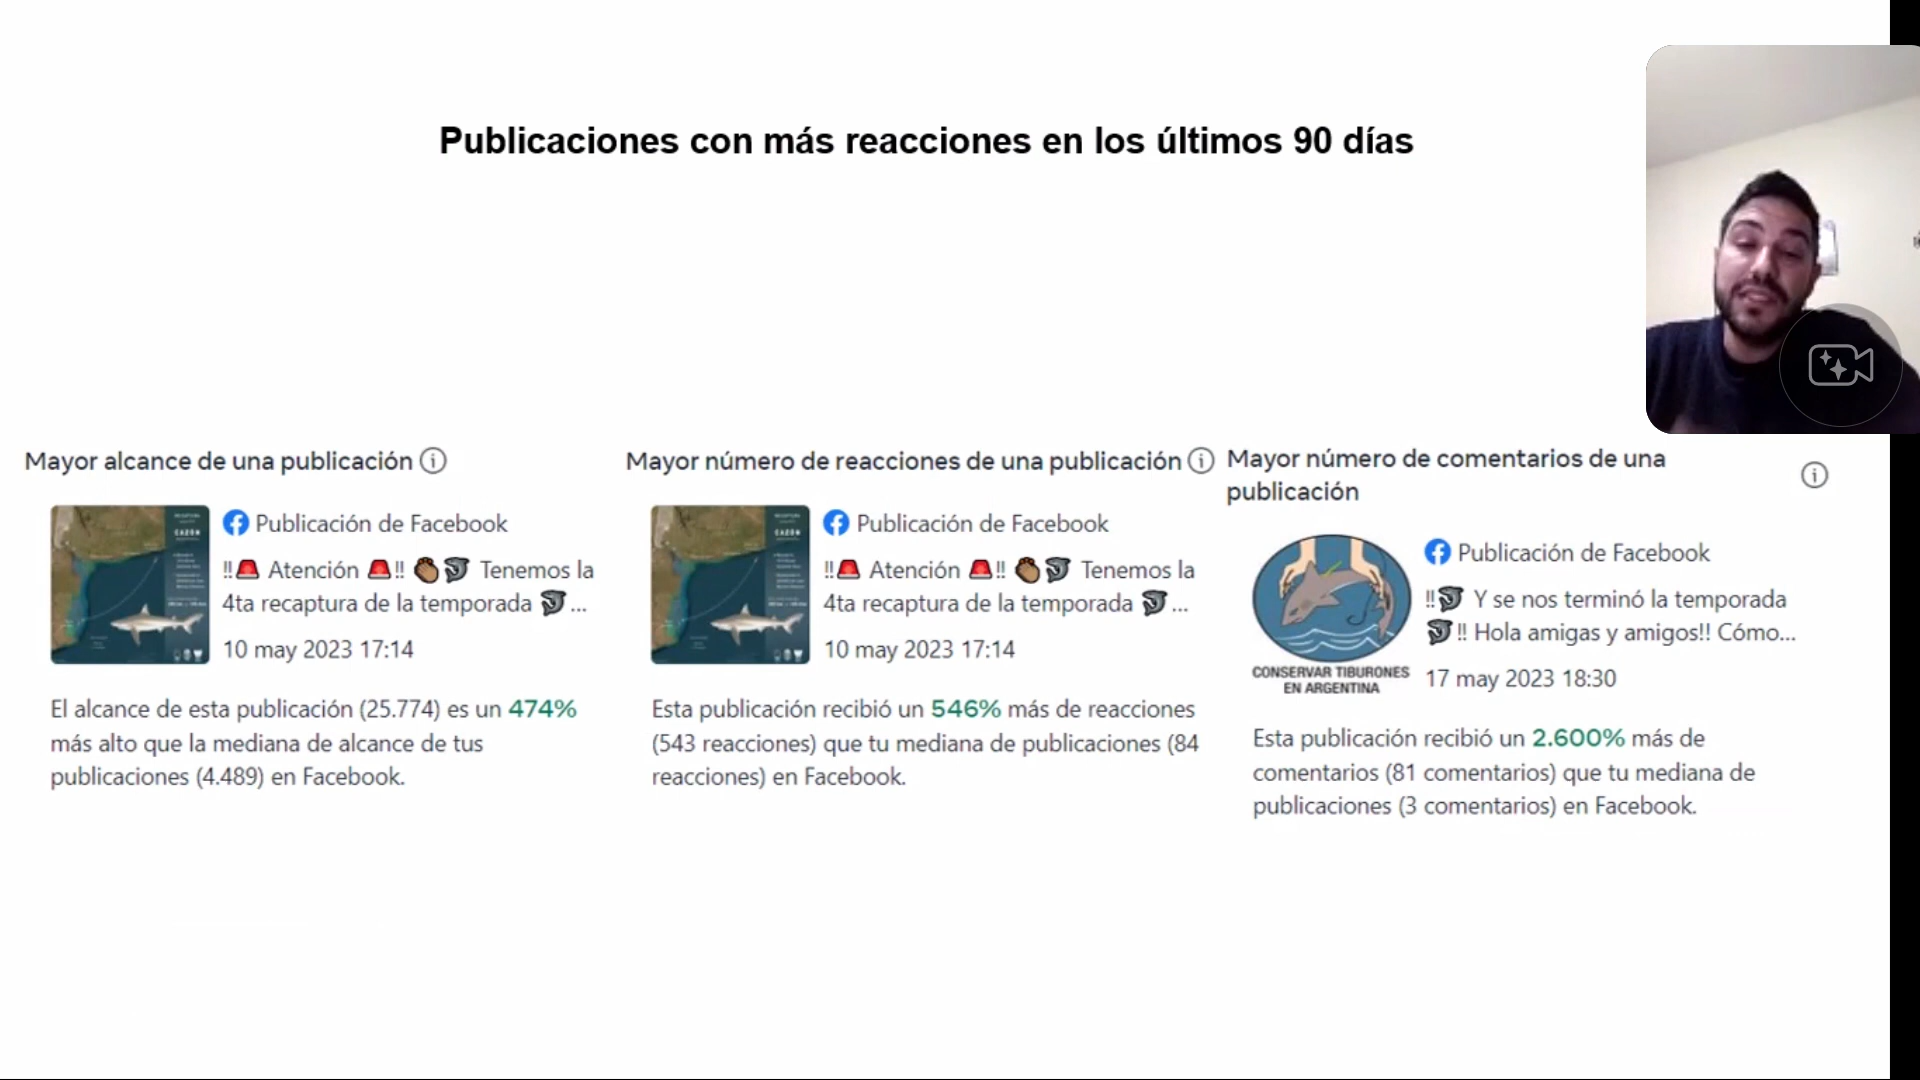 Publicaciones con más reacciones en los últimos 90 días
Mayor alcance de una publicación
Publicación de Facebook
‼🚨 Atención 🚨‼ 👏🦈 Tenemos la
4ta recaptura de la temporada 🦈 ...
10 may 2023 17:14
CAZÓN
El alcance de esta publicación (25.774) es un 474%
más alto que la mediana de alcance de tus
publicaciones (4.489) en Facebook.
Mayor número de reacciones de una publicación
Publicación de Facebook
‼🚨 Atención 🚨‼ 👏🦈 Tenemos la
4ta recaptura de la temporada 🦈 ...
10 may 2023 17:14
CAZÓN
Esta publicación recibió un 546% más de reacciones
(543 reacciones) que tu mediana de publicaciones (84
reacciones) en Facebook.
Mayor número de comentarios de una
publicación
Publicación de Facebook
‼🦈 Y se nos terminó la temporada
🦈‼ Hola amigas y amigos!! Cómo...
17 may 2023 18:30
CONSERVAR TIBURONES
EN ARGENTINA
Esta publicación recibió un 2.600% más de
comentarios (81 comentarios) que tu mediana de
publicaciones (3 comentarios) en Facebook.